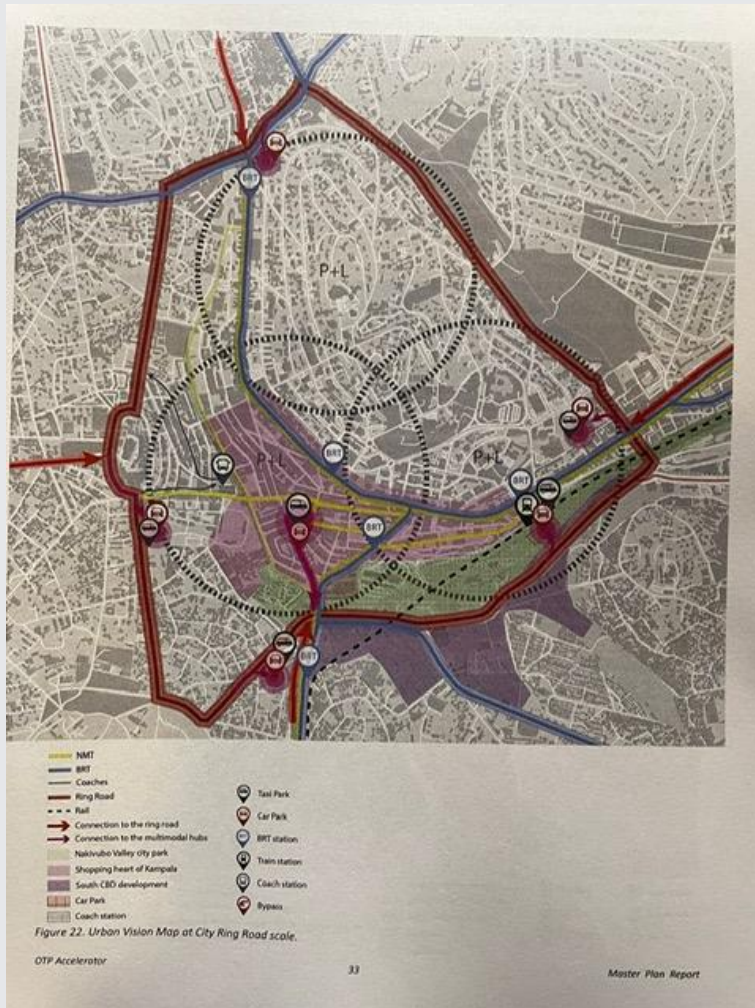 BRT
P+L
P+L
P+L
BRT
BRT
BRT
BRT
NMT
BRT
Coaches
Ring Road
Rail
Connection to the ring road
Connection to the multimodal hubs
Nakivubo Valley city park
Shopping heart of Kampala
South CBD development
Car Park
Coach station
Taxi Park
Car Park
BRT station
Train station
Coach station
Bypass
Figure 22. Urban Vision Map at City Ring Road scale.
OTP Accelerator
33
Master Plan Report